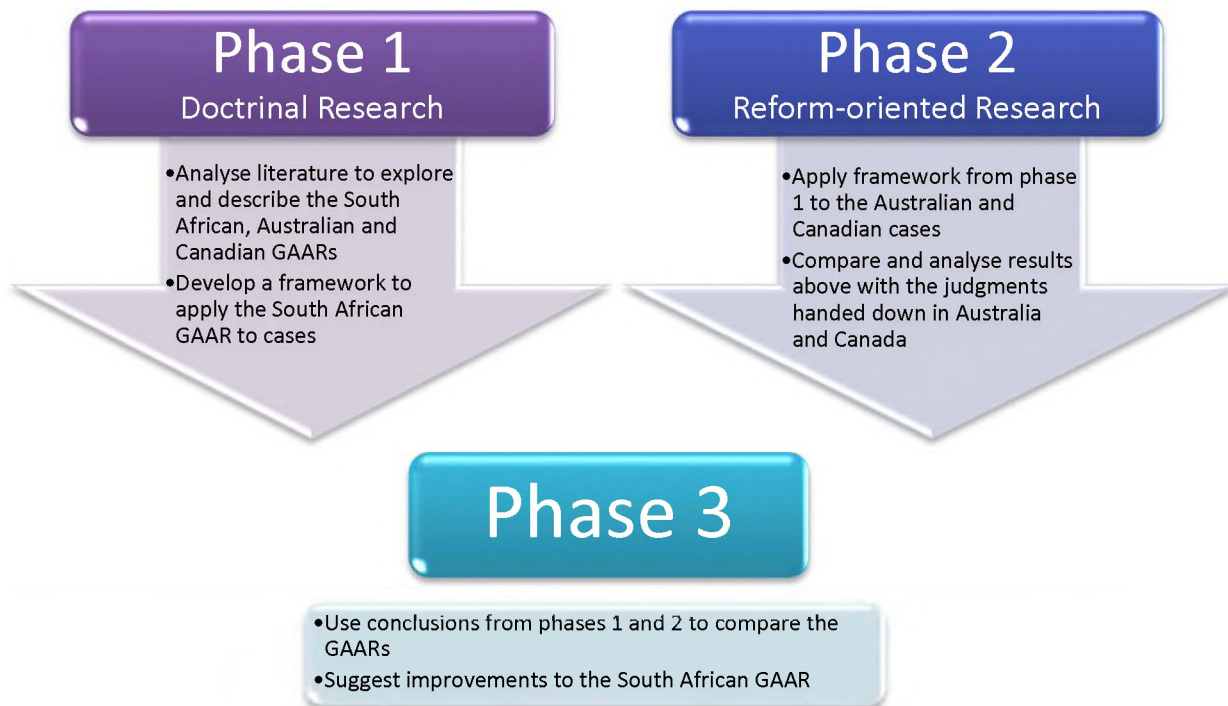 Phase 1
Doctrinal Research
•Analyse literature to explore
and describe the South
African, Australian and
Canadian GAARs
•Develop a framework to
apply the South African
GAAR to cases
Phase 2
Reform-oriented Research
•Apply framework from phase
1 to the Australian and
Canadian cases
•Compare and analyse results
above with the judgments
handed down in Australia
and Canada
Phase 3
•Use conclusions from phases 1 and 2 to compare the
GAARs
•Suggest improvements to the South African GAAR